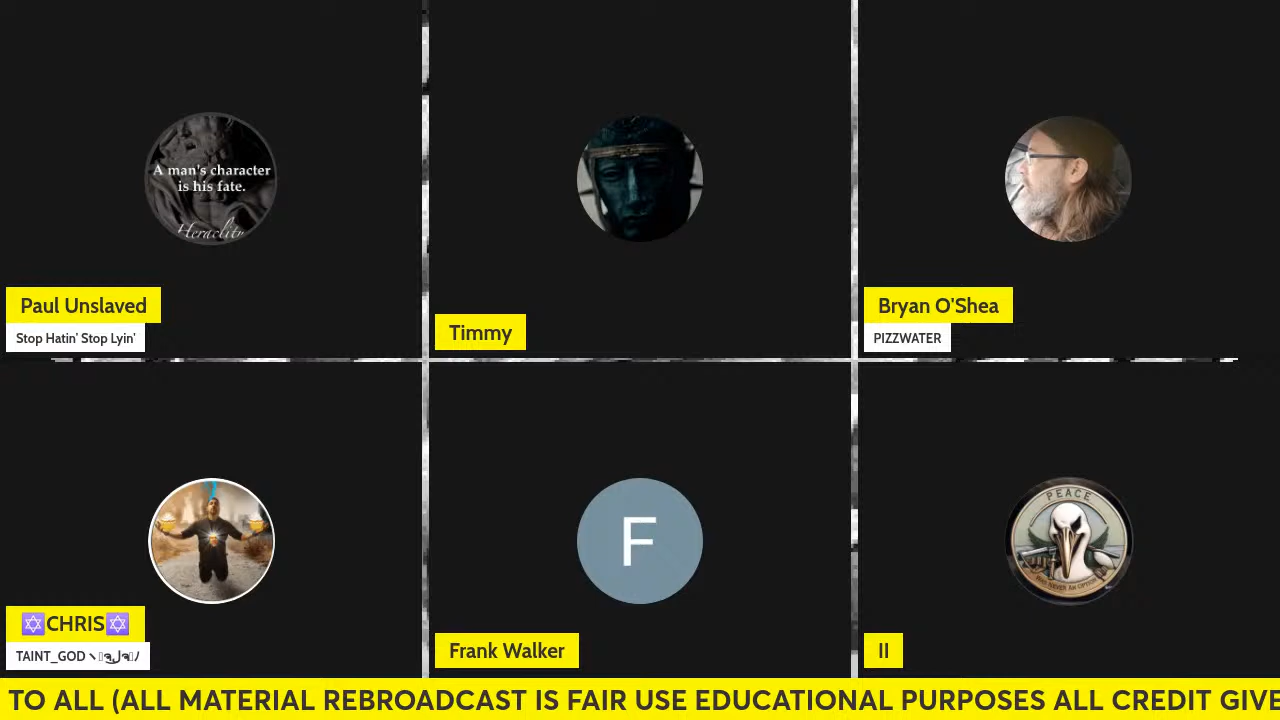 A man's character
is his fate.
Heraclitv
Paul Unslaved
Stop Hatin' Stop Lyin'
Timmy
Bryan O'Shea
PIZZWATER
✡CHRIS✡
TAINT_GOD
F
Frank Walker
PEACE
II
TO ALL (ALL MATERIAL REBROADCAST IS FAIR USE EDUCATIONAL PURPOSES ALL CREDIT GIVE